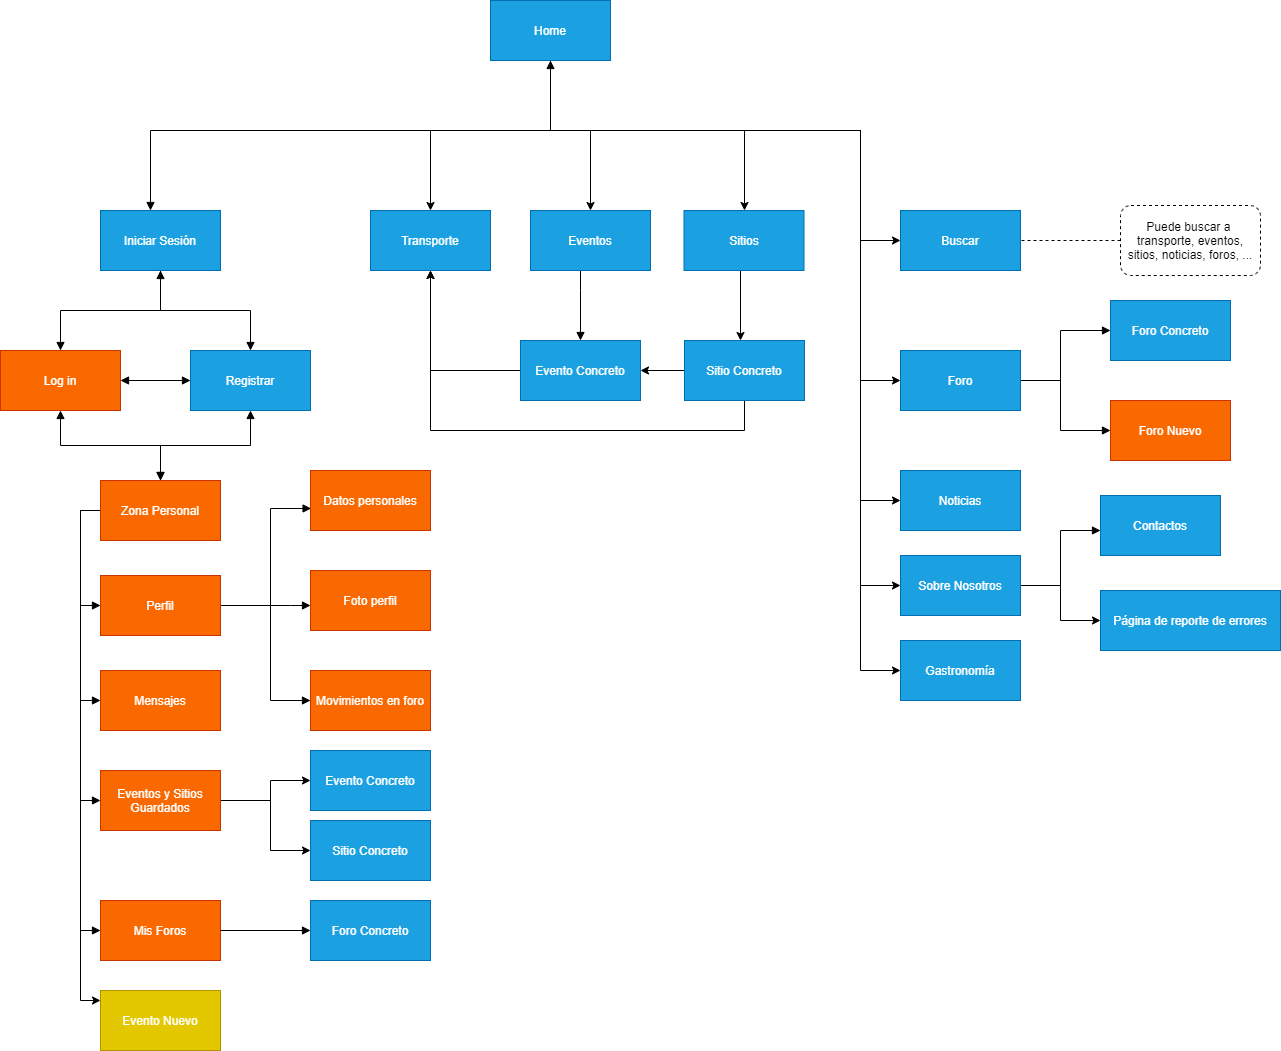 Home
Iniciar Sesión
Transporte
Eventos
Sitios
Buscar
Puede buscar a
transporte, eventos,
sitios, noticias, foros, ...
Log in
Registrar
Evento Concreto
Sitio Concreto
Foro
Foro Concreto
Foro Nuevo
Zona Personal
Datos personales
Noticias
Contactos
Perfil
Foto perfil
Sobre Nosotros
Página de reporte de errores
Mensajes
Movimientos en foro
Gastronomía
Eventos y Sitios
Guardados
Evento Concreto
Sitio Concreto
Mis Foros
Foro Concreto
Evento Nuevo